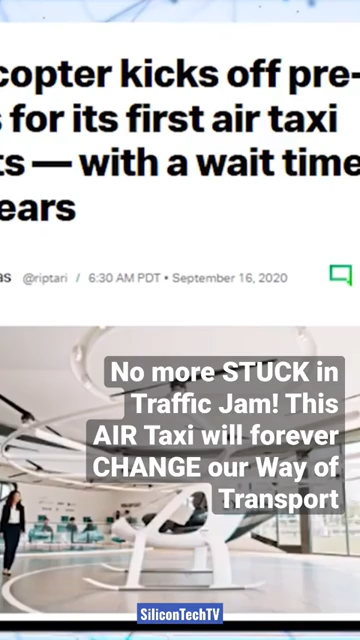 copter kicks off pre-
s for its first air taxi
ts — with a wait time
ears
as @riptari / 6:30 AM PDT • September 16, 2020
No more STUCK in
Traffic Jam! This
AIR Taxi will forever
CHANGE our Way of
Transport
SiliconTechTV